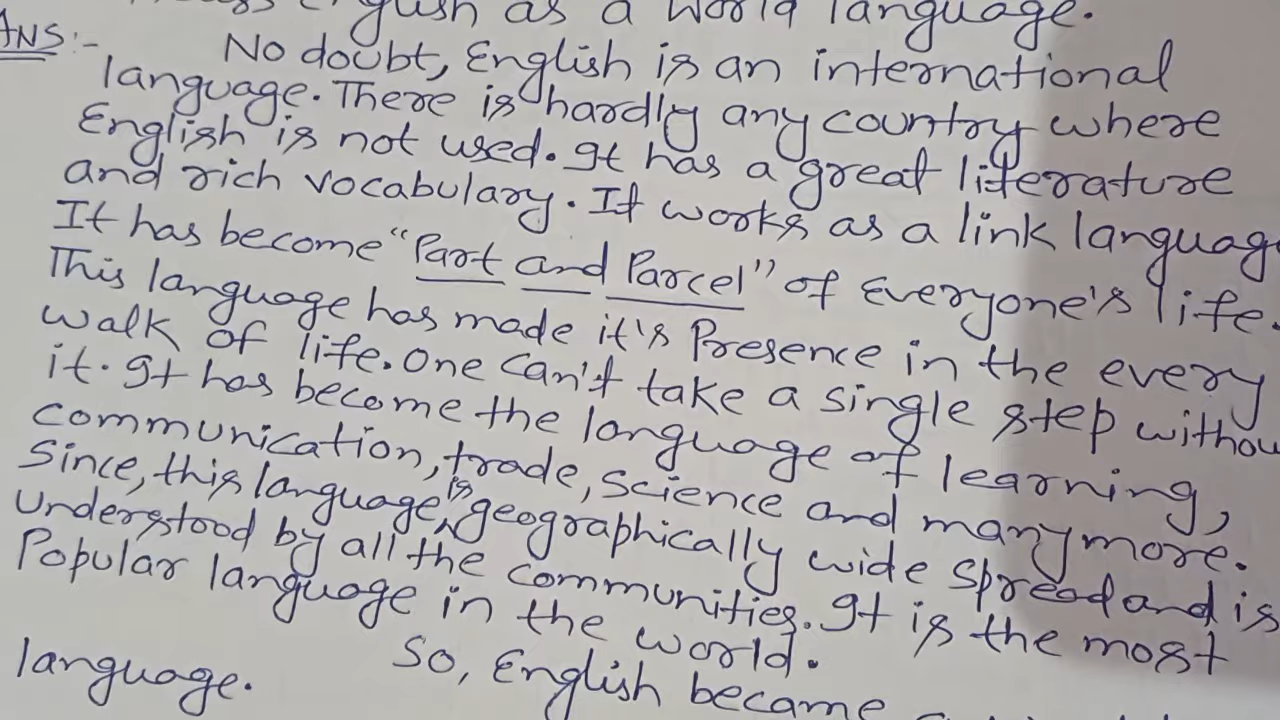 English as a world language.
ANS:-
No doubt, English is an international
language. There is hardly any country where
English is not used. It has a great literature
and rich vocabulary. It works as a link languag
It has become "Part and Parcel" of Everyone's life.
This language has made it's Presence in the every
walk of life. One can't take a single step withou
it. It has become the language of learning,
communication, trade, science and many more.
Since, this language is geographically wide spread and is
understood by all the communities. It is the most
Popular language in the world.
So, English became
language.